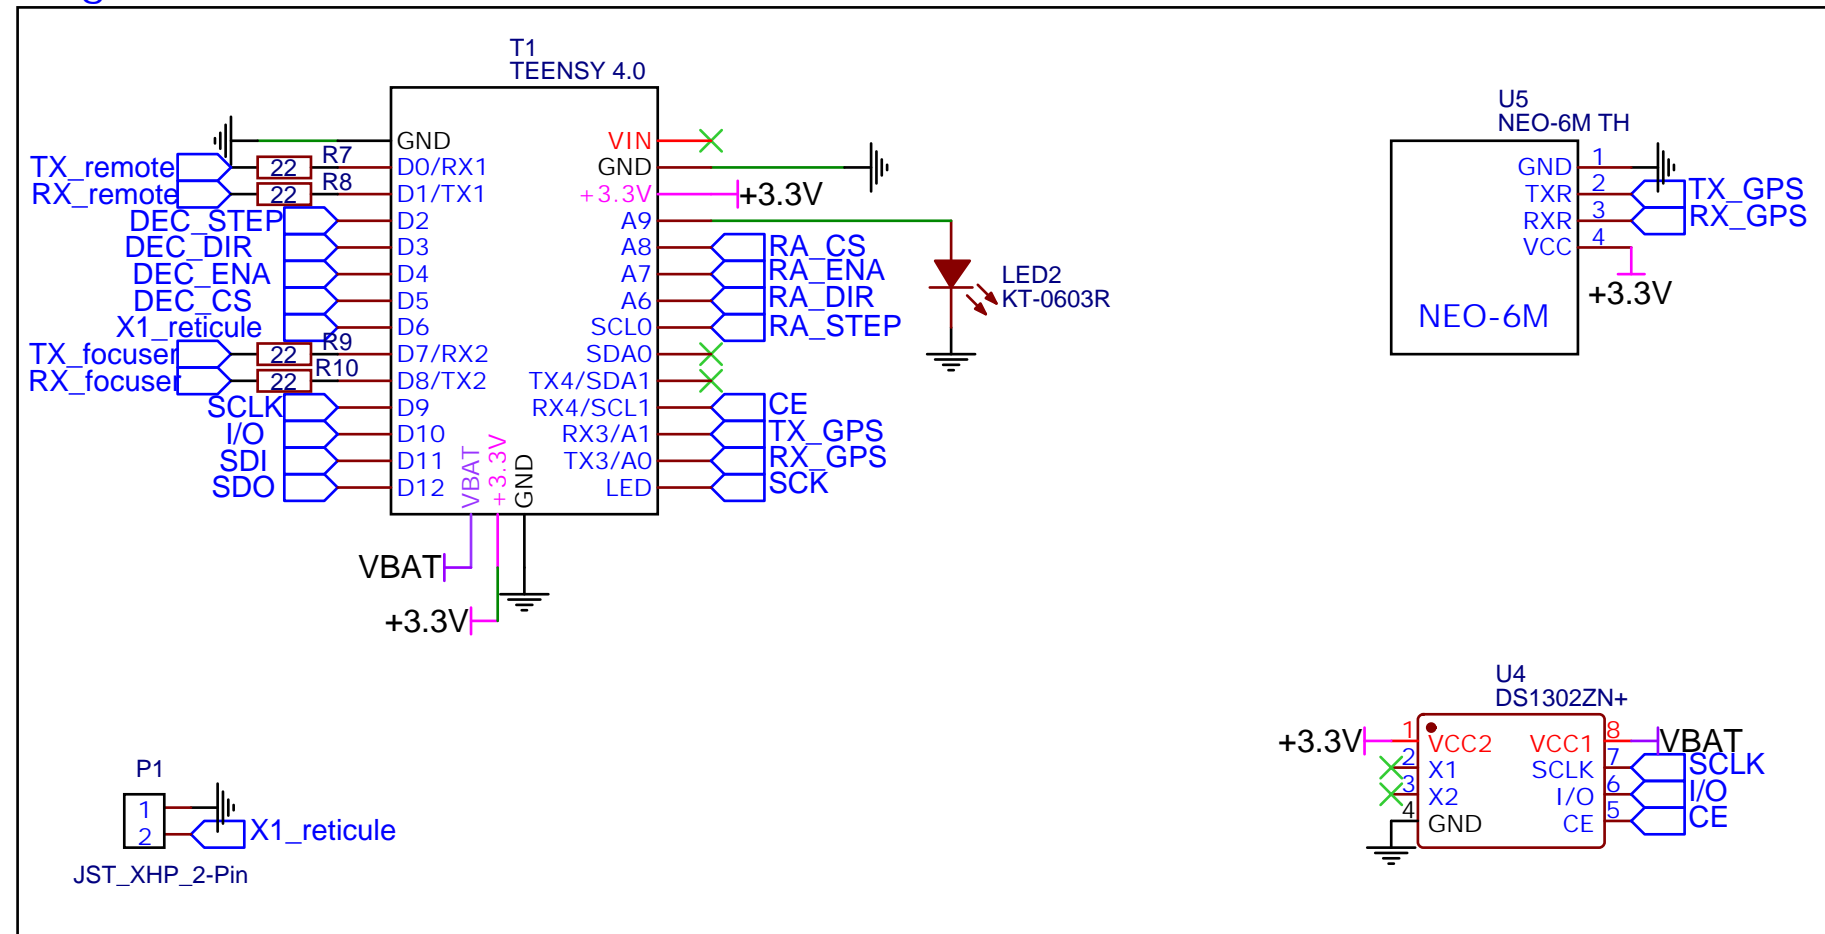 T1
TEENSY 4.0
GND
D0/RX1
D1/TX1
D2
D3
D4
D5
D6
D7/RX2
D8/TX2
D9
D10
D11
D12
VBAT
+3.3V
GND
VIN
GND
+3.3V
A9
A8
A7
A6
SCL0
SDA0
TX4/SDA1
RX4/SCL1
RX3/A1
TX3/A0
LED
TX_remote
22
R7
RX_remote
22
R8
DEC_STEP
DEC_DIR
DEC_ENA
DEC_CS
X1_reticule
TX_focuser
22
R9
RX_focuser
22
R10
SCLK
I/O
SDI
SDO
VBAT
+3.3V
+3.3V
RA_CS
RA_ENA
RA_DIR
RA_STEP
CE
TX_GPS
RX_GPS
SCK
LED2
KT-0603R
U5
NEO-6M TH
GND 1
TXR 2
RXR 3
VCC 4
NEO-6M
TX_GPS
RX_GPS
+3.3V
U4
DS1302ZN+
+3.3V
1 VCC2
2 X1
3 X2
4 GND
VCC1 8
SCLK 7
I/O 6
CE 5
VBAT
SCLK
I/O
CE
P1
1
2
X1_reticule
JST_XHP_2-Pin